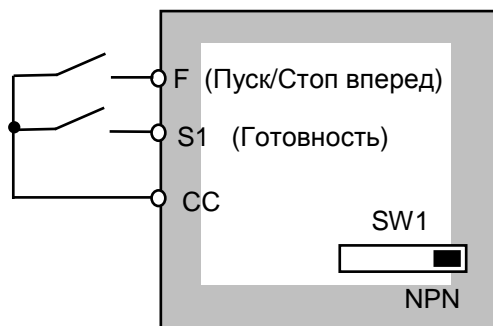 F (Пуск/Стоп вперед)
S1 (Готовность)
CC
SW1
NPN